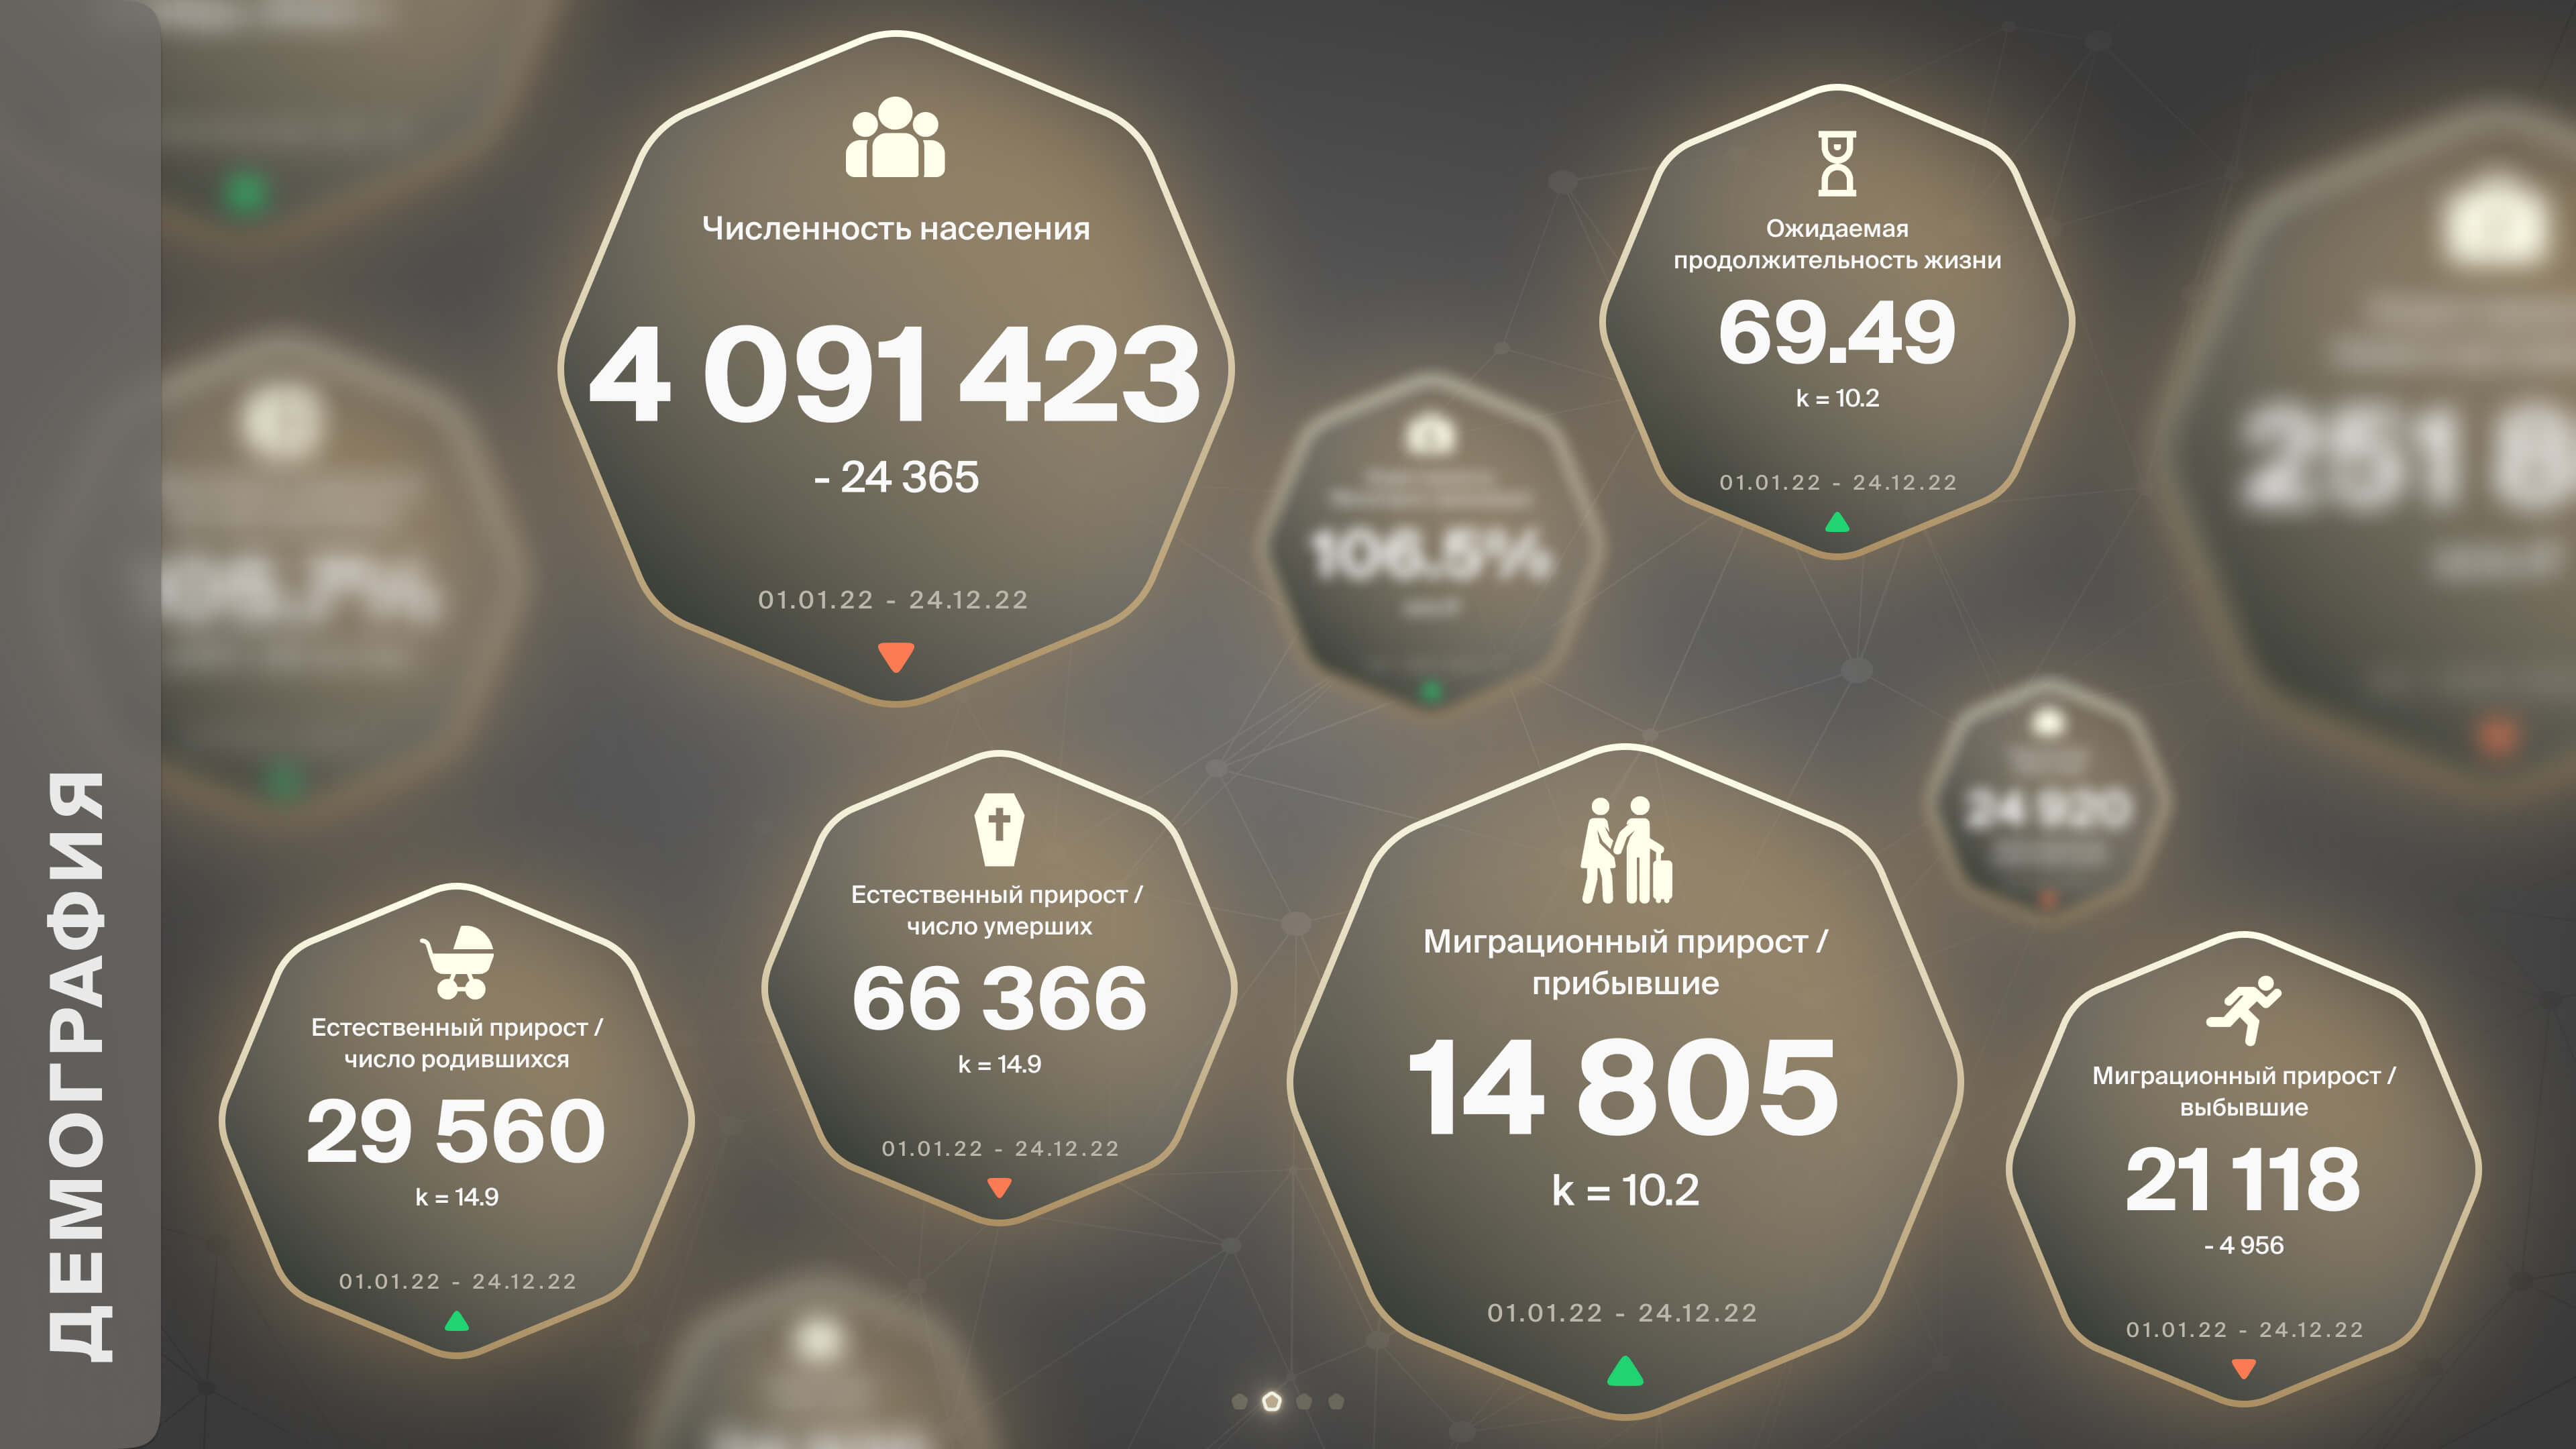 ДЕМОГРАФИЯ
Численность населения
4 091 423
- 24 365
01.01.22 - 24.12.22
Ожидаемая
продолжительность жизни
69.49
k = 10.2
01.01.22 - 24.12.22
106.5%
24 920
Естественный прирост /
число родившихся
29 560
k = 14.9
01.01.22 - 24.12.22
Естественный прирост /
число умерших
66 366
k = 14.9
01.01.22 - 24.12.22
Миграционный прирост /
прибывшие
14 805
k = 10.2
01.01.22 - 24.12.22
Миграционный прирост /
выбывшие
21 118
- 4 956
01.01.22 - 24.12.22